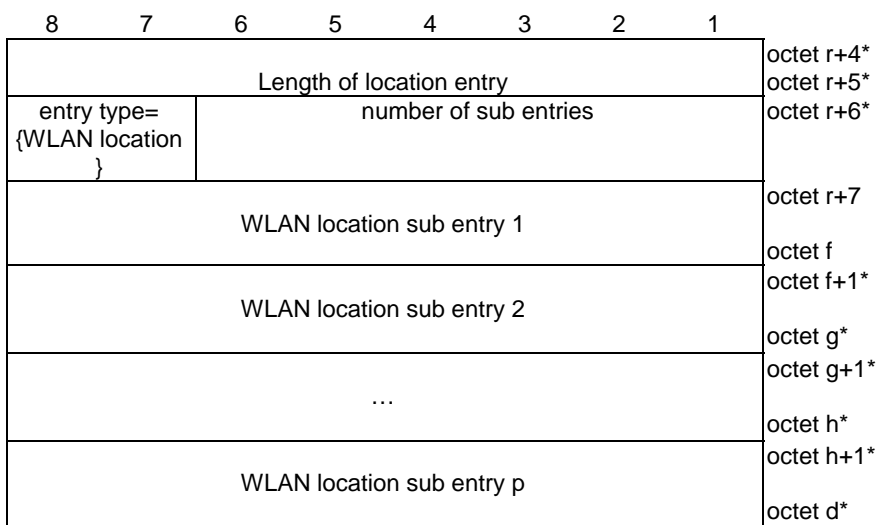 8 7 6 5 4 3 2 1
octet r+4*
Length of location entry octet r+5*
entry type= number of sub entries octet r+6*
{WLAN location
}
octet r+7
WLAN location sub entry 1
octet f
octet f+1*
WLAN location sub entry 2
octet g*
octet g+1*
…
octet h*
octet h+1*
WLAN location sub entry p
octet d*